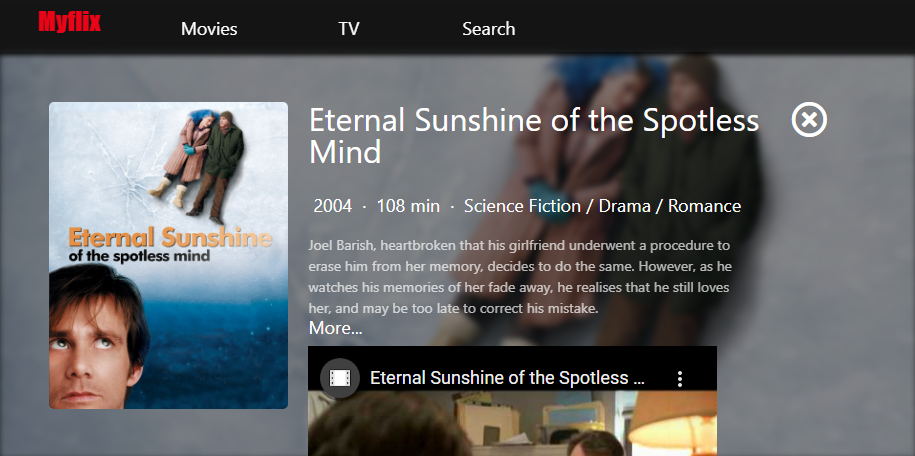 Myflix
Movies
TV
Search
Eternal Sunshine of the Spotless
Mind
2004 · 108 min · Science Fiction / Drama / Romance
Joel Barish, heartbroken that his girlfriend underwent a procedure to
erase him from her memory, decides to do the same. However, as he
watches his memories of her fade away, he realises that he still loves
her, and may be too late to correct his mistake.
More...
Eternal Sunshine
of the spotless mind
Eternal Sunshine of the Spotless ...